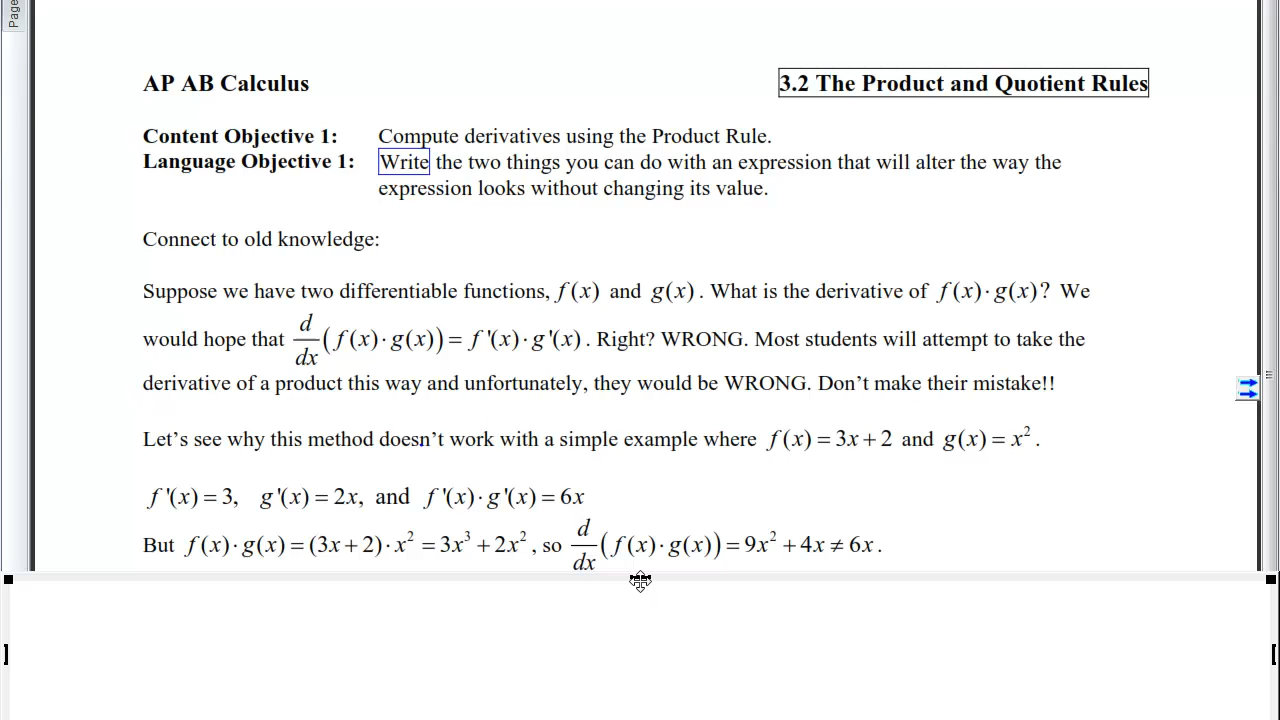 Page
AP AB Calculus 3.2 The Product and Quotient Rules
Content Objective 1: Compute derivatives using the Product Rule.
Language Objective 1: Write the two things you can do with an expression that will alter the way the
expression looks without changing its value.
Connect to old knowledge:
Suppose we have two differentiable functions, f(x) and g(x). What is the derivative of f(x)·g(x)? We
would hope that d/dx (f(x)·g(x)) = f'(x)·g'(x). Right? WRONG. Most students will attempt to take the
derivative of a product this way and unfortunately, they would be WRONG. Don’t make their mistake!!
Let’s see why this method doesn’t work with a simple example where f(x) = 3x + 2 and g(x) = x².
f'(x) = 3, g'(x) = 2x, and f'(x)·g'(x) = 6x
But f(x)·g(x) = (3x + 2)·x² = 3x³ + 2x², so d/dx (f(x)·g(x)) = 9x² + 4x ≠ 6x.